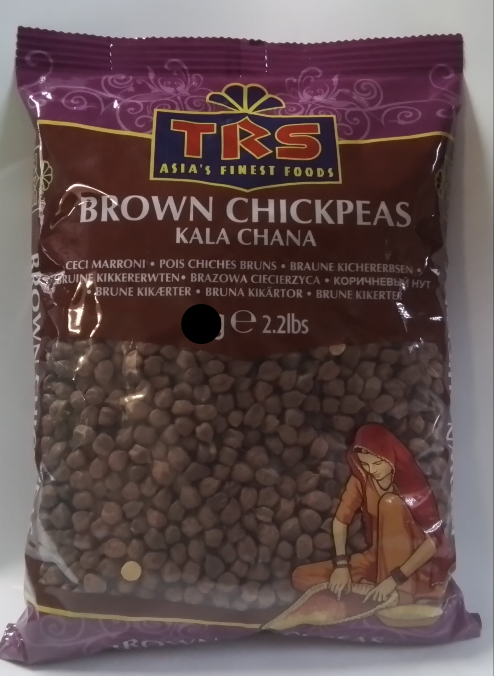 TRS
ASIA'S FINEST FOODS
BROWN CHICKPEAS
KALA CHANA
CECI MARRONI • POIS CHICHES BRUNS • BRAUNE KICHERERBSEN •
BRUINE KIKKERERWTEN • BRAZOWA CIECIERZYCA • КОРИЧНЕВЫЙ НУТ
• BRUNE KIKÆRTER • BRUNA KIKÄRTOR • BRUNE KIKERTER
g ℮ 2.2lbs
BROWN